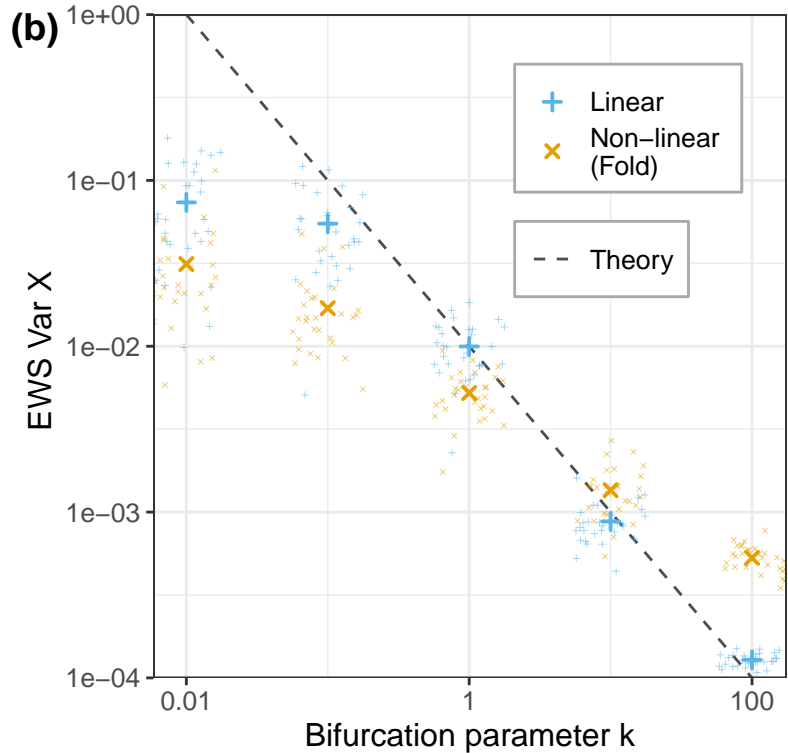 (b)
1e+00
1e−01
1e−02
1e−03
1e−04
EWS Var X
Linear
Non−linear
(Fold)
Theory
0.01
1
10
100
Bifurcation parameter k